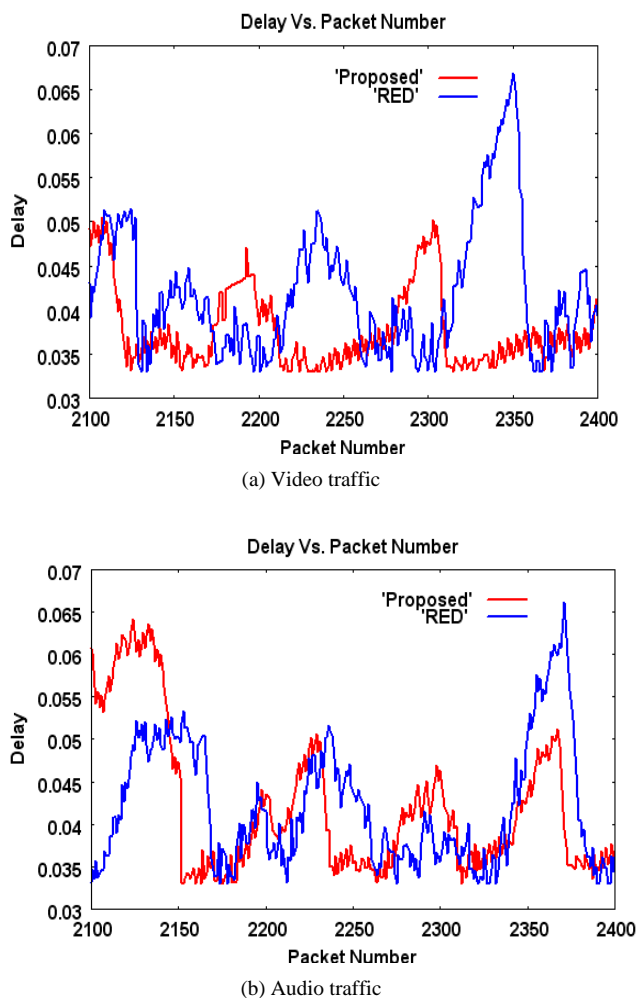 Delay Vs. Packet Number
0.07
0.065
0.06
0.055
0.05
0.045
0.04
0.035
0.03
Delay
'Proposed'
'RED'
2100 2150 2200 2250 2300 2350 2400
Packet Number
(a) Video traffic
Delay Vs. Packet Number
0.07
0.065
0.06
0.055
0.05
0.045
0.04
0.035
0.03
Delay
'Proposed'
'RED'
2100 2150 2200 2250 2300 2350 2400
Packet Number
(b) Audio traffic